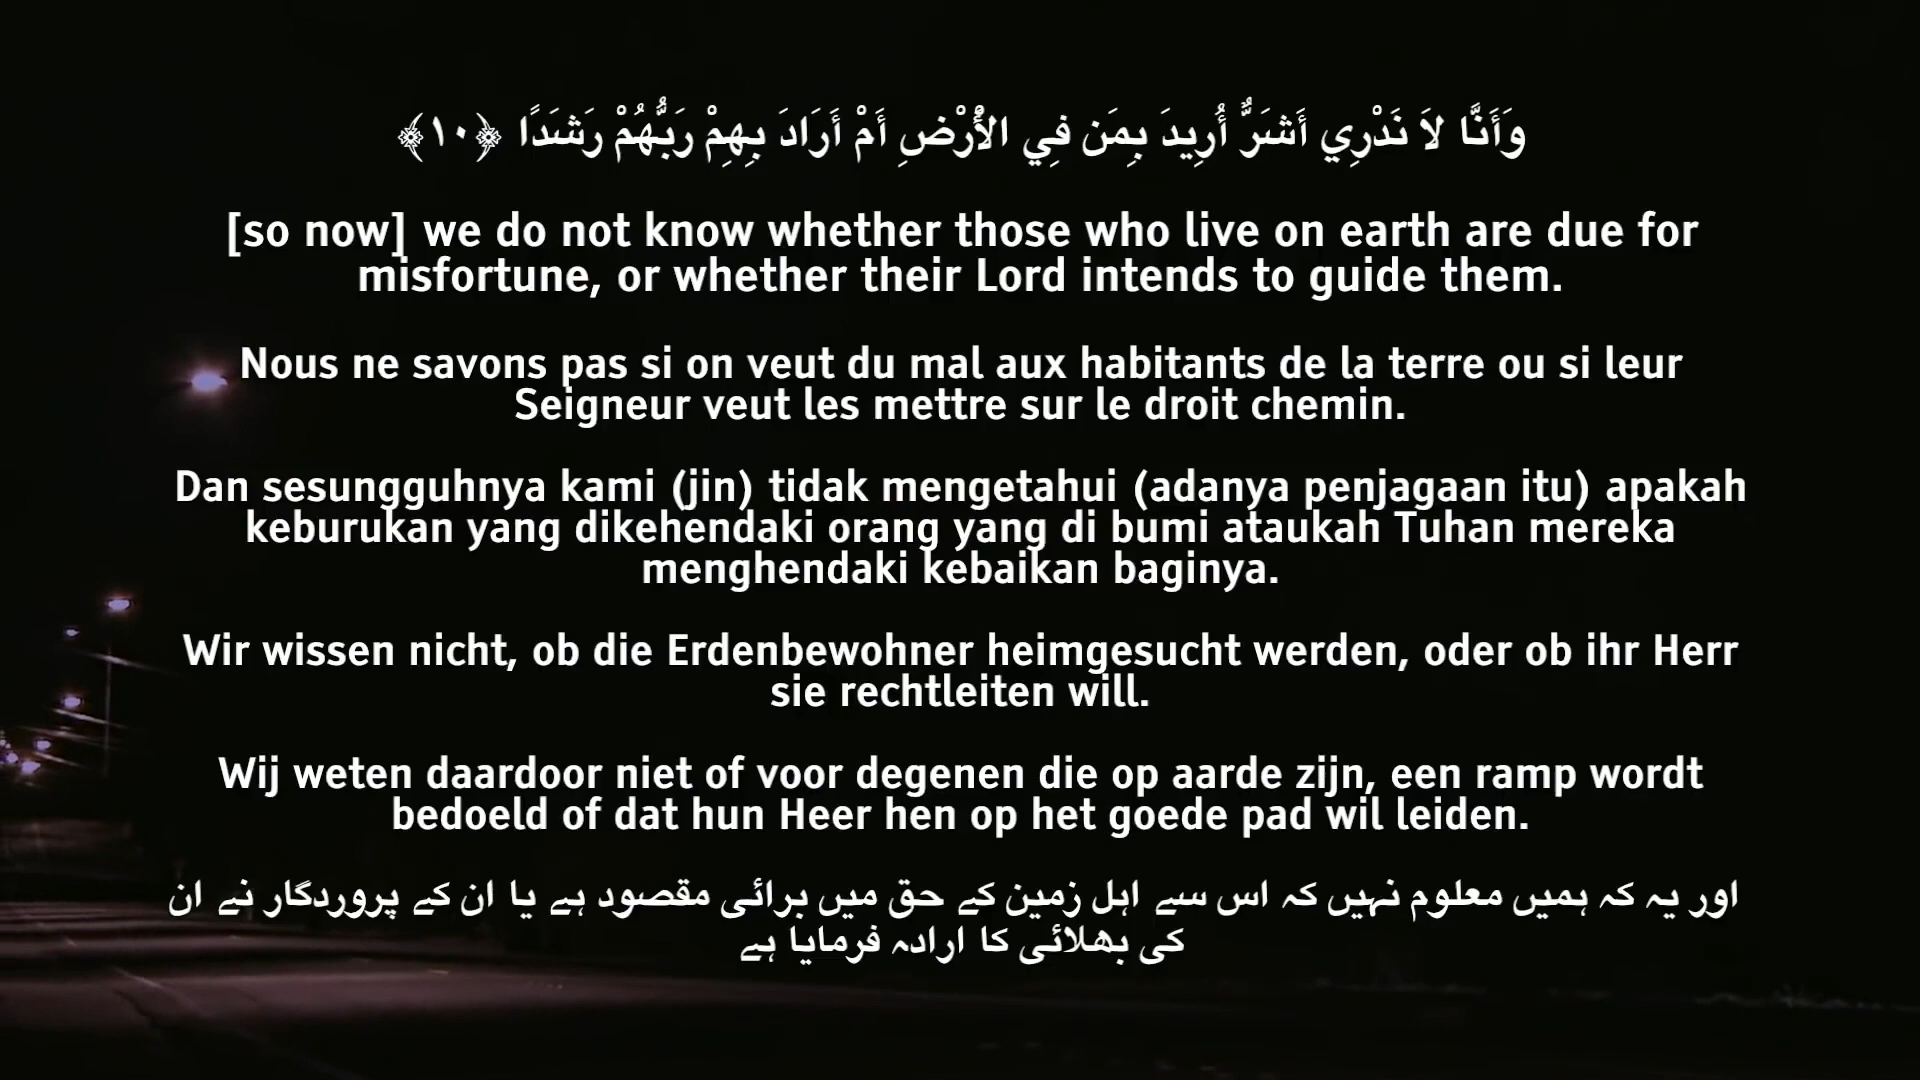 وَأَنَّا لاَ نَدْرِي أَشَرٌّ أُرِيدَ بِمَن فِي الأَرْضِ أَمْ أَرَادَ بِهِمْ رَبُّهُمْ رَشَدًا ﴿١٠﴾
[so now] we do not know whether those who live on earth are due for
misfortune, or whether their Lord intends to guide them.
Nous ne savons pas si on veut du mal aux habitants de la terre ou si leur
Seigneur veut les mettre sur le droit chemin.
Dan sesungguhnya kami (jin) tidak mengetahui (adanya penjagaan itu) apakah
keburukan yang dikehendaki orang yang di bumi ataukah Tuhan mereka
menghendaki kebaikan baginya.
Wir wissen nicht, ob die Erdenbewohner heimgesucht werden, oder ob ihr Herr
sie rechtleiten will.
Wij weten daardoor niet of voor degenen die op aarde zijn, een ramp wordt
bedoeld of dat hun Heer hen op het goede pad wil leiden.
اور یہ کہ ہمیں معلوم نہیں کہ اس سے اہل زمین کے حق میں برائی مقصود ہے یا ان کے پروردگار نے ان
کی بھلائی کا ارادہ فرمایا ہے